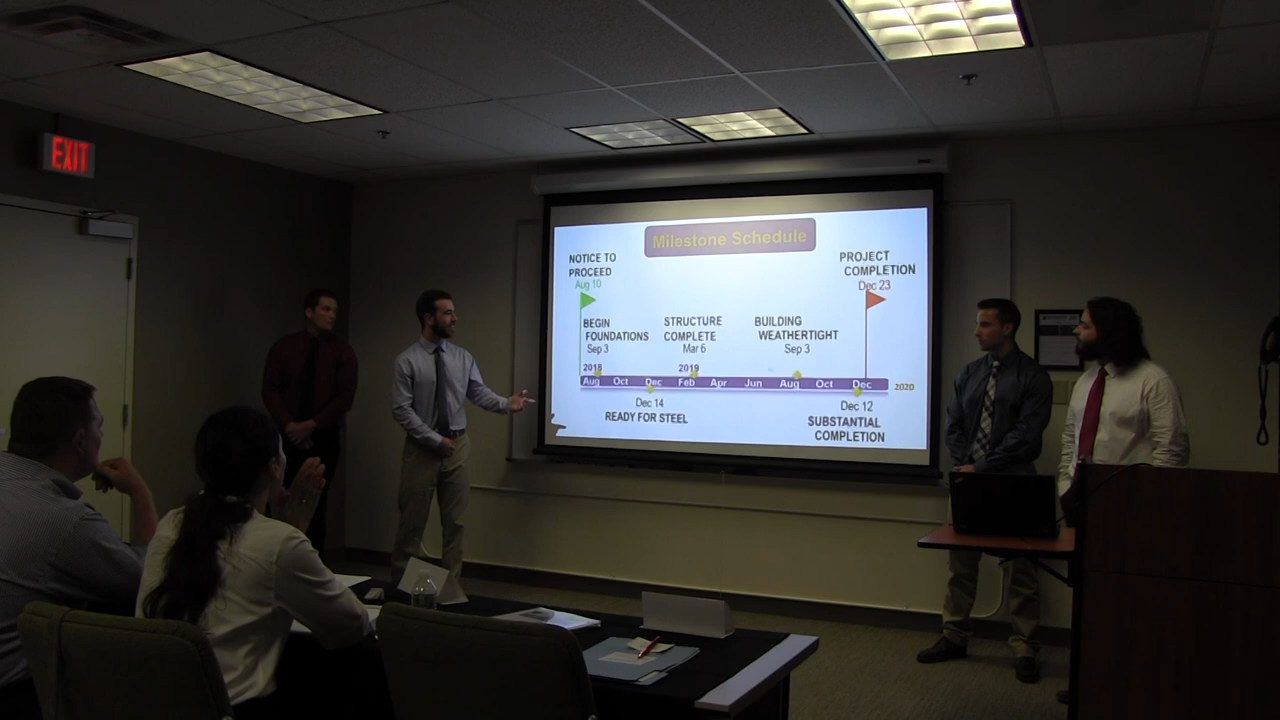 EXIT
Milestone Schedule
NOTICE TO
PROCEED
Aug 10
PROJECT
COMPLETION
Dec 23
BEGIN
FOUNDATIONS
Sep 3
STRUCTURE
COMPLETE
Mar 6
BUILDING
WEATHERTIGHT
Sep 3
2018
2019
Aug Oct Dec Feb Apr Jun Aug Oct Dec
2020
Dec 14
READY FOR STEEL
Dec 12
SUBSTANTIAL
COMPLETION